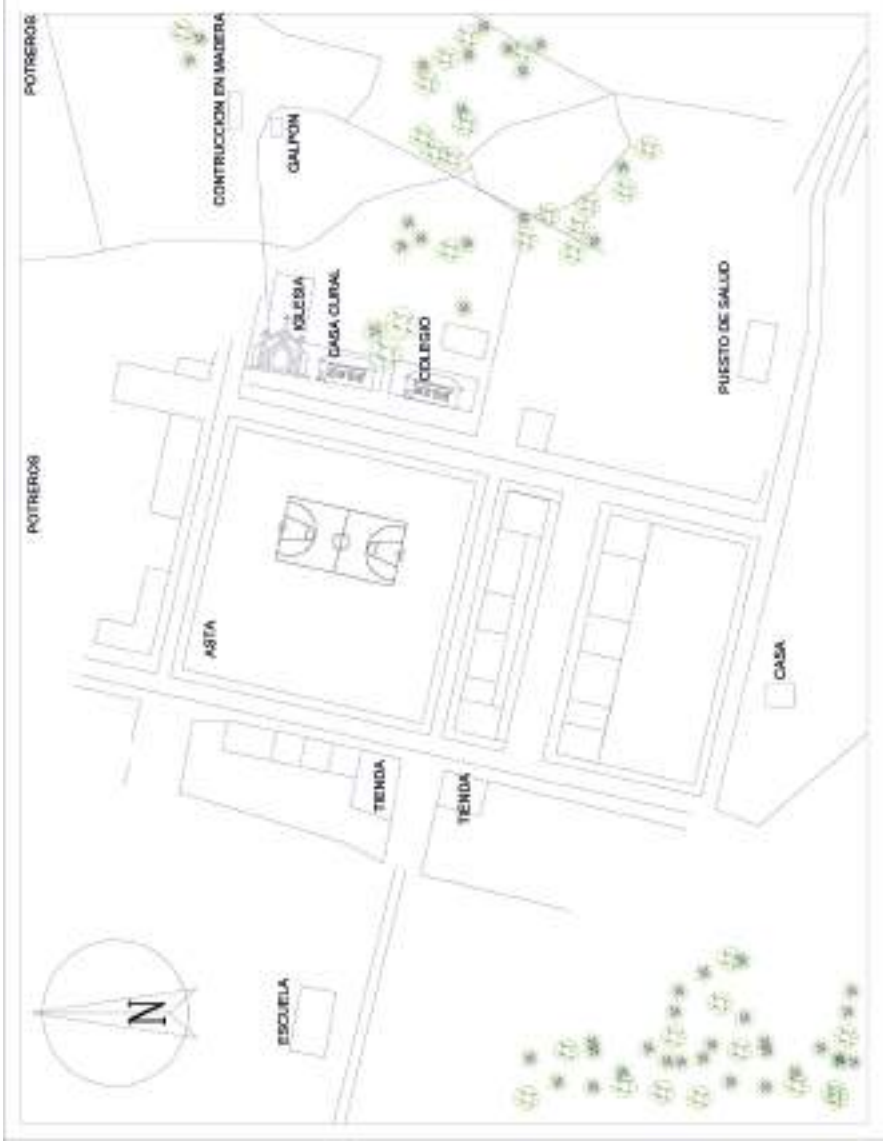 POTREROS
CONTRUCCION EN MADERA
GALPON
IGLESIA
CASA CURAL
COLEGIO
PUESTO DE SALUD
POTREROS
ASTA
TIENDA
TIENDA
CASA
ESCUELA
N